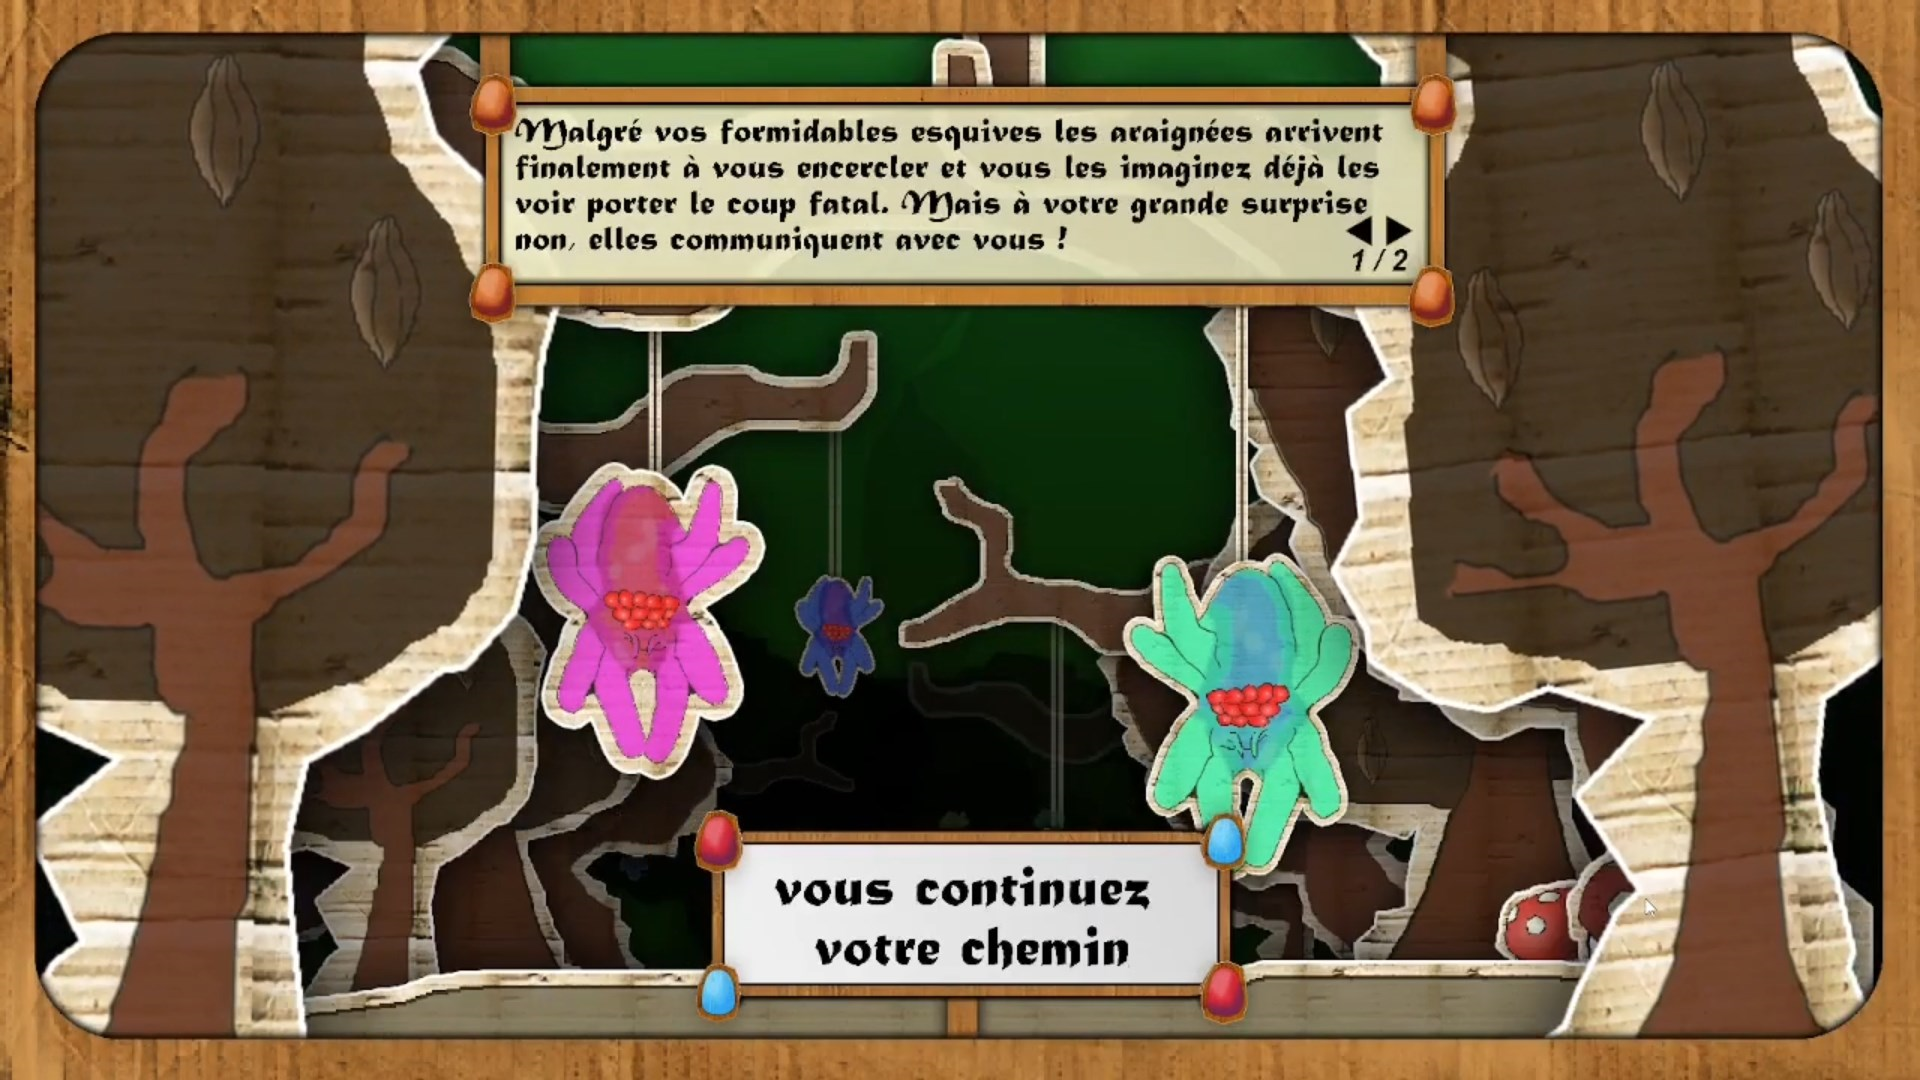 Malgré vos formidables esquives les araignées arrivent
finalement à vous encercler et vous les imaginez déjà les
voir porter le coup fatal. Mais à votre grande surprise
non, elles communiquent avec vous !
1 / 2
vous continuez
votre chemin